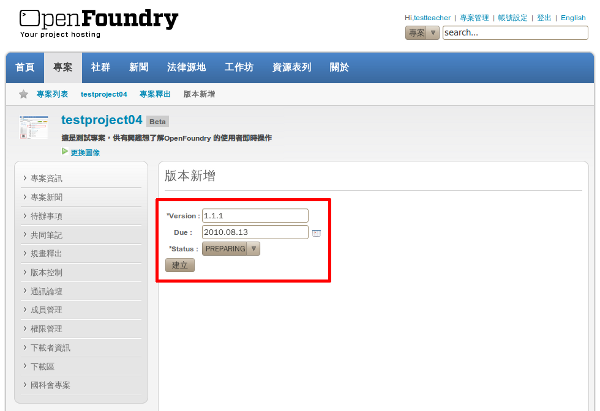 OpenFoundry
Your project hosting
Hi,testteacher | 專案管理 | 帳號設定 | 登出 | English
專案 search...
首頁 專案 社群 新聞 法律源地 工作坊 資源表列 關於
專案列表 testproject04 專案釋出 版本新增
testproject04 Beta
這是測試專案，供有興趣想了解OpenFoundry 的使用者即時操作
更換圖像
專案資訊
專案新聞
待辦事項
共同筆記
規畫釋出
版本控制
通訊論壇
成員管理
權限管理
下載者資訊
下載區
國科會專案
版本新增
*Version : 1.1.1
Due : 2010.08.13
*Status : PREPARING
建立